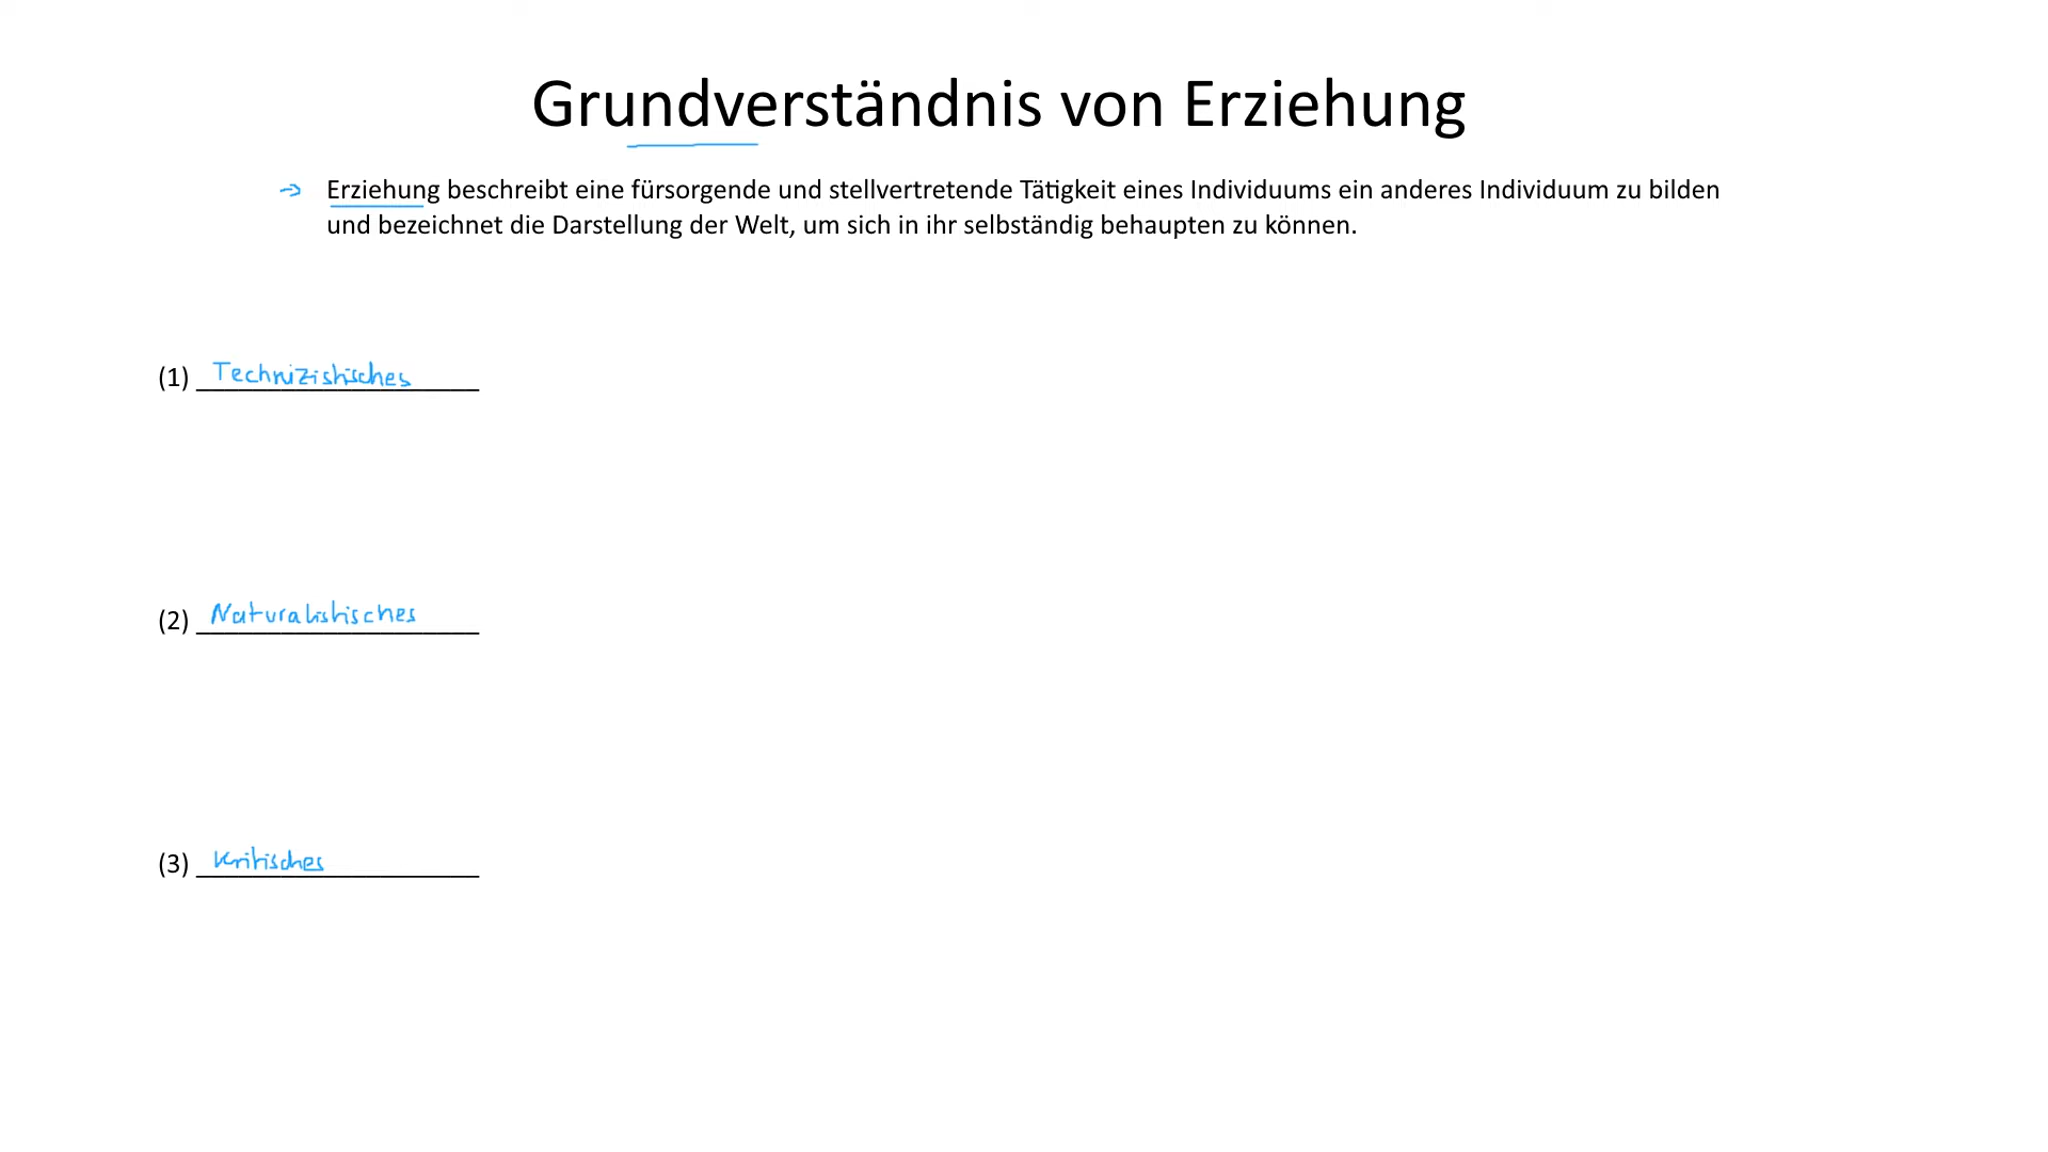 Grundverständnis von Erziehung
→ Erziehung beschreibt eine fürsorgende und stellvertretende Tätigkeit eines Individuums ein anderes Individuum zu bilden
und bezeichnet die Darstellung der Welt, um sich in ihr selbständig behaupten zu können.
(1) Technizistisches
(2) Naturalistisches
(3) Kritisches